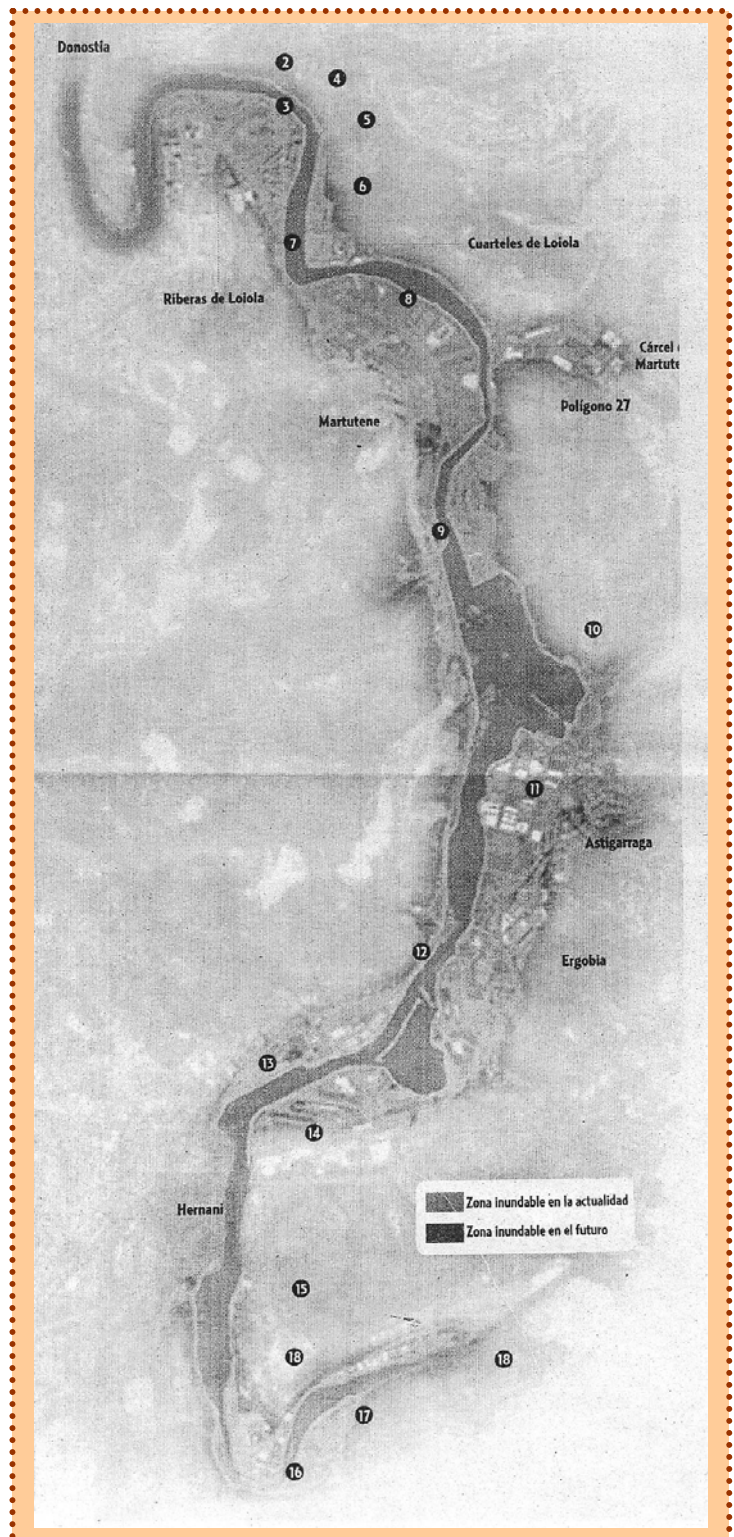 Donostia
2
4
3
5
6
7
Cuarteles de Loiola
Riberas de Loiola
8
Cárcel
Martute
Polígono 27
Martutene
9
10
11
Astigarraga
12
Ergobia
13
14
Zona inundable en la actualidad
Hernani
Zona inundable en el futuro
15
18
18
17
16